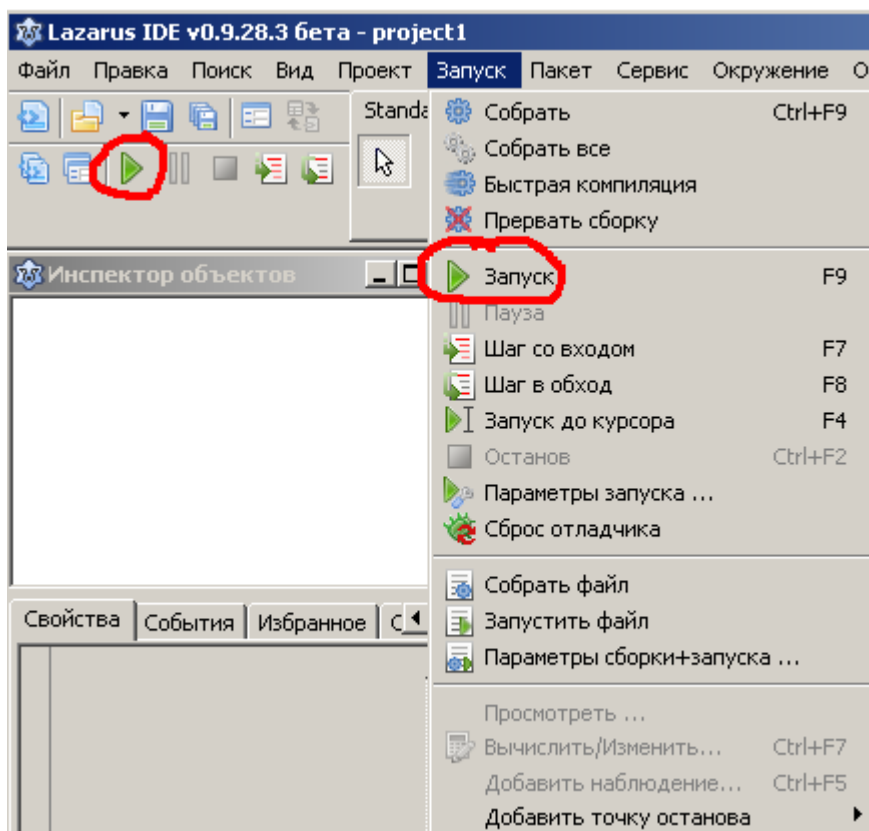 Lazarus IDE v0.9.28.3 бета - project1
Файл Правка Поиск Вид Проект Запуск Пакет Сервис Окружение
Собрать Ctrl+F9
Собрать все
Быстрая компиляция
Прервать сборку
Инспектор объектов
Запуск F9
Пауза
Шаг со входом F7
Шаг в обход F8
Запуск до курсора F4
Останов Ctrl+F2
Параметры запуска ...
Сброс отладчика
Собрать файл
Свойства События Избранное
Запустить файл
Параметры сборки+запуска ...
Просмотреть ...
Вычислить/Изменить... Ctrl+F7
Добавить наблюдение... Ctrl+F5
Добавить точку останова